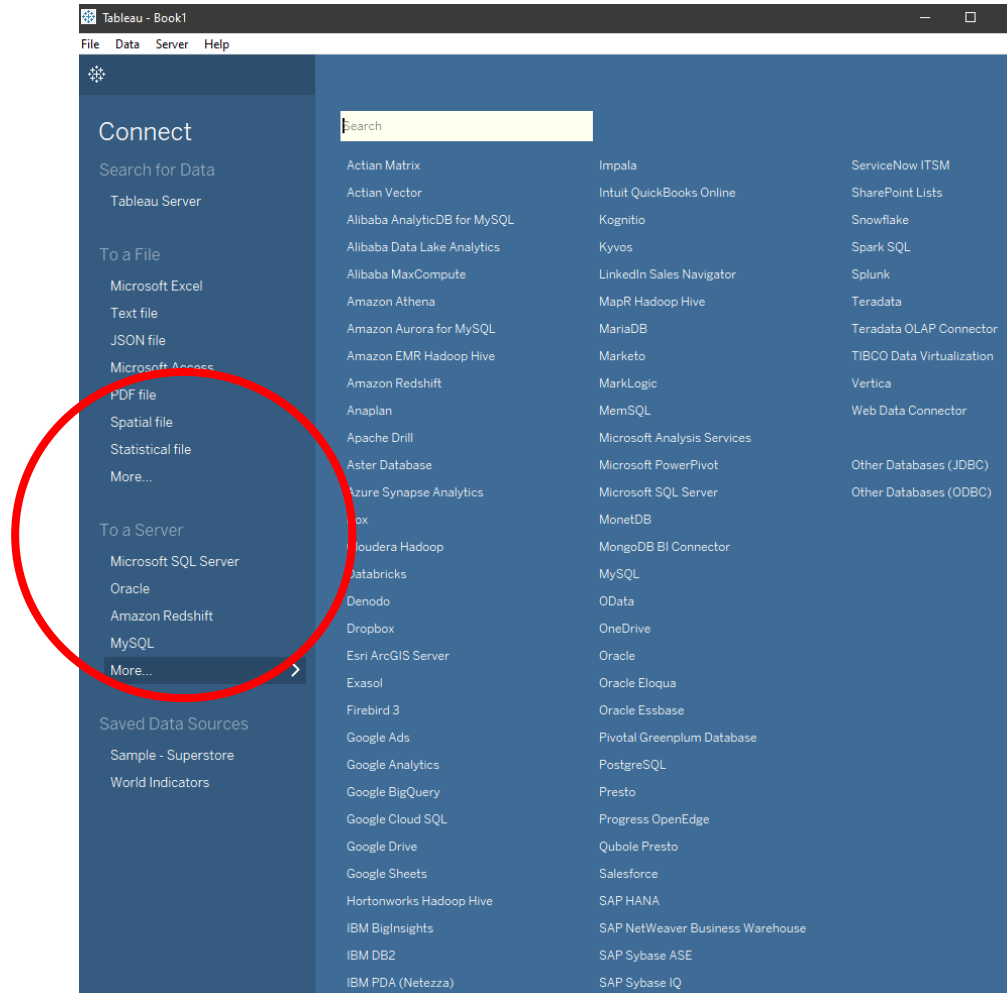 Tableau - Book1
File Data Server Help
Connect
Search for Data
Tableau Server
To a File
Microsoft Excel
Text file
JSON file
Microsoft Access
PDF file
Spatial file
Statistical file
More...
To a Server
Microsoft SQL Server
Oracle
Amazon Redshift
MySQL
More...
Saved Data Sources
Sample - Superstore
World Indicators
Search
Actian Matrix
Actian Vector
Alibaba AnalyticDB for MySQL
Alibaba Data Lake Analytics
Alibaba MaxCompute
Amazon Athena
Amazon Aurora for MySQL
Amazon EMR Hadoop Hive
Amazon Redshift
Anaplan
Apache Drill
Aster Database
Azure Synapse Analytics
Box
Cloudera Hadoop
Databricks
Denodo
Dropbox
Esri ArcGIS Server
Exasol
Firebird 3
Google Ads
Google Analytics
Google BigQuery
Google Cloud SQL
Google Drive
Google Sheets
Hortonworks Hadoop Hive
IBM BigInsights
IBM DB2
IBM PDA (Netezza)
Impala
Intuit QuickBooks Online
Kognitio
Kyvos
LinkedIn Sales Navigator
MapR Hadoop Hive
MariaDB
Marketo
MarkLogic
MemSQL
Microsoft Analysis Services
Microsoft PowerPivot
Microsoft SQL Server
MonetDB
MongoDB BI Connector
MySQL
OData
OneDrive
Oracle
Oracle Eloqua
Oracle Essbase
Pivotal Greenplum Database
PostgreSQL
Presto
Progress OpenEdge
Qubole Presto
Salesforce
SAP HANA
SAP NetWeaver Business Warehouse
SAP Sybase ASE
SAP Sybase IQ
ServiceNow ITSM
SharePoint Lists
Snowflake
Spark SQL
Splunk
Teradata
Teradata OLAP Connector
TIBCO Data Virtualization
Vertica
Web Data Connector
Other Databases (JDBC)
Other Databases (ODBC)